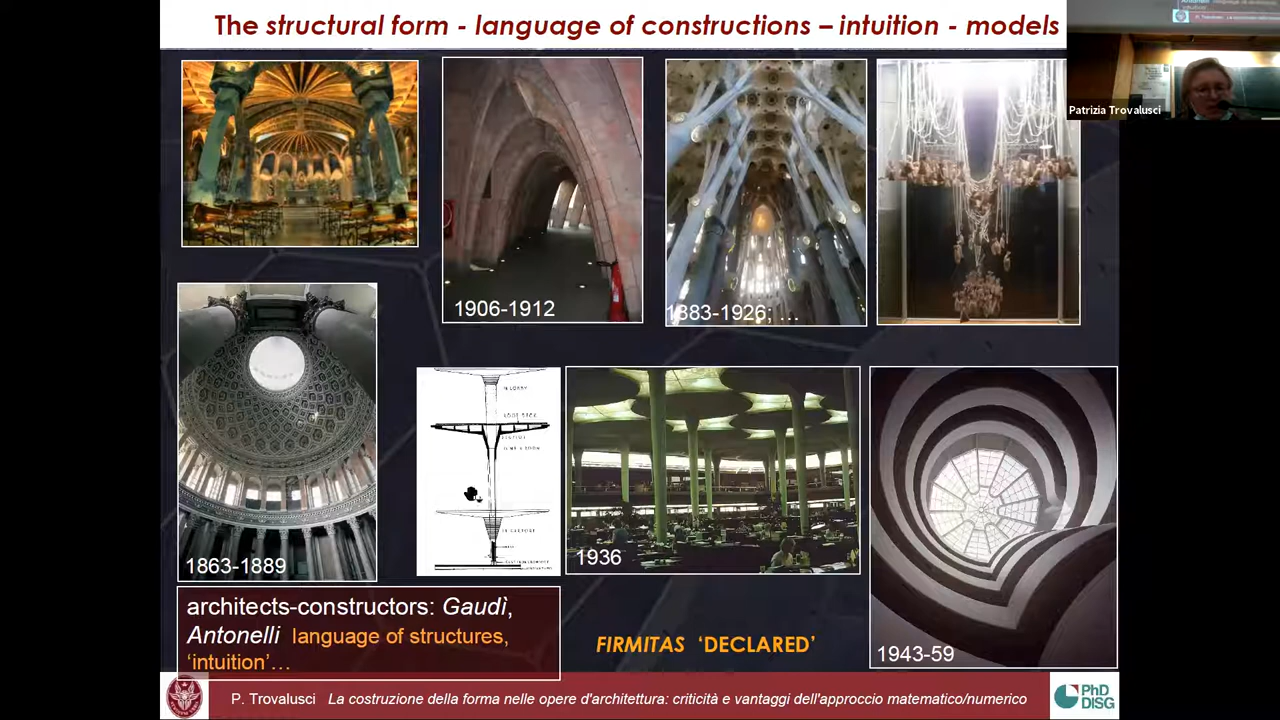 The structural form - language of constructions – intuition - models
Patrizia Trovalusci
1906-1912
1883-1926; ...
1863-1889
1936
1943-59
architects-constructors: Gaudì,
Antonelli language of structures,
‘intuition’...
FIRMITAS ‘DECLARED’
P. Trovalusci La costruzione della forma nelle opere d'architettura: criticità e vantaggi dell'approccio matematico/numerico
PhD
DISG